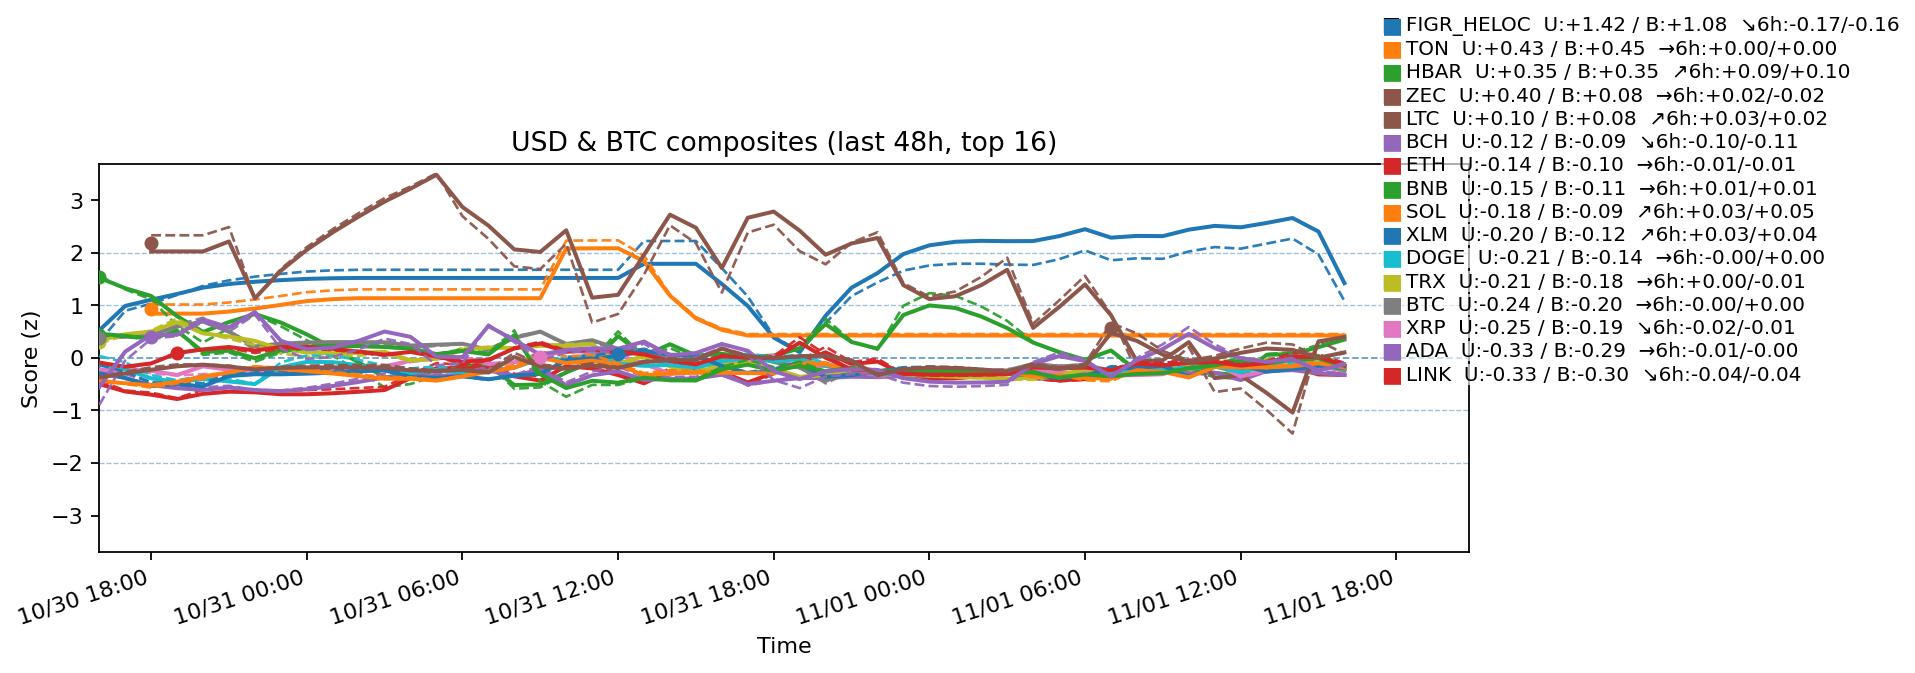 FIGR_HELOC U:+1.42 / B:+1.08 ↘6h:-0.17/-0.16
TON U:+0.43 / B:+0.45 →6h:+0.00/+0.00
HBAR U:+0.35 / B:+0.35 ↗6h:+0.09/+0.10
ZEC U:+0.40 / B:+0.08 →6h:+0.02/-0.02
LTC U:+0.10 / B:+0.08 ↗6h:+0.03/+0.02
BCH U:-0.12 / B:-0.09 ↘6h:-0.10/-0.11
ETH U:-0.14 / B:-0.10 →6h:-0.01/-0.01
BNB U:-0.15 / B:-0.11 →6h:+0.01/+0.01
SOL U:-0.18 / B:-0.09 ↗6h:+0.03/+0.05
XLM U:-0.20 / B:-0.12 ↗6h:+0.03/+0.04
DOGE U:-0.21 / B:-0.14 →6h:-0.00/+0.00
TRX U:-0.21 / B:-0.18 →6h:+0.00/-0.01
BTC U:-0.24 / B:-0.20 →6h:-0.00/+0.00
XRP U:-0.25 / B:-0.19 ↘6h:-0.02/-0.01
ADA U:-0.33 / B:-0.29 →6h:-0.01/-0.00
LINK U:-0.33 / B:-0.30 ↘6h:-0.04/-0.04
USD & BTC composites (last 48h, top 16)
Score (z)
3
2
1
0
−1
−2
−3
10/30 18:00
10/31 00:00
10/31 06:00
10/31 12:00
10/31 18:00
11/01 00:00
11/01 06:00
11/01 12:00
11/01 18:00
Time